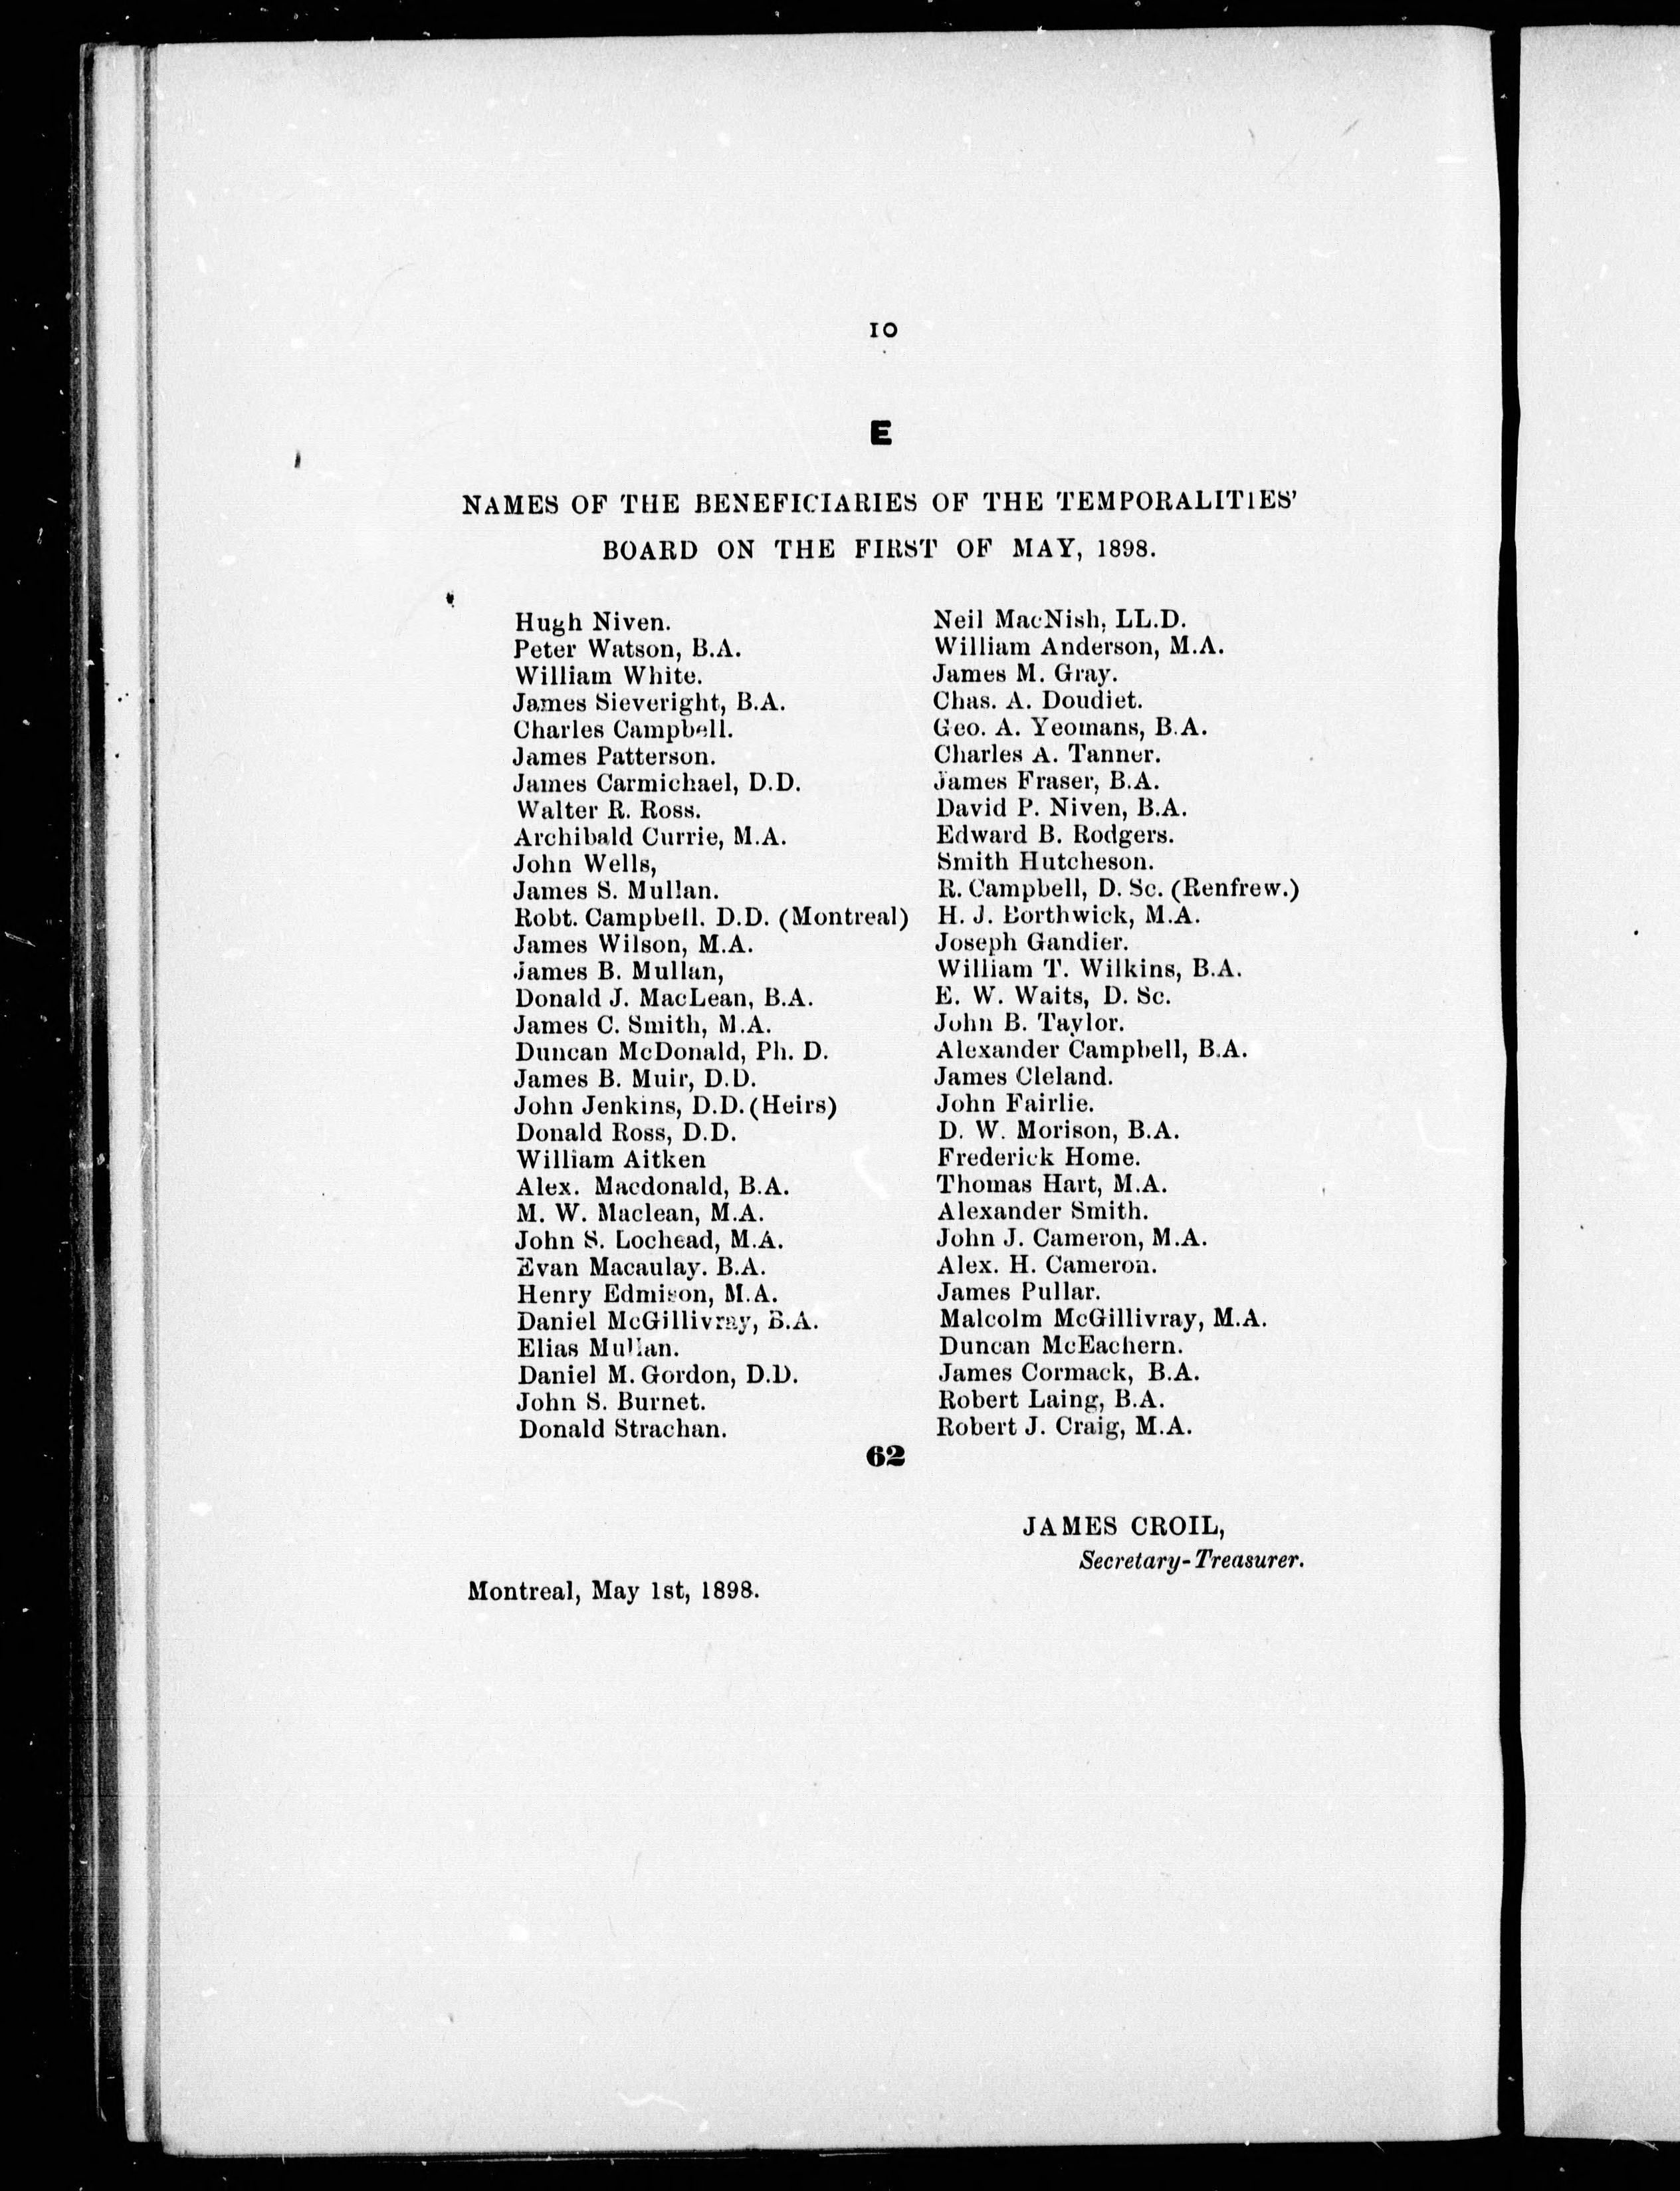 10
E
NAMES OF THE BENEFICIARIES OF THE TEMPORALITIES'
BOARD ON THE FIRST OF MAY, 1898.
Hugh Niven.
Peter Watson, B.A.
William White.
James Sieveright, B.A.
Charles Campbell.
James Patterson.
James Carmichael, D.D.
Walter R. Ross.
Archibald Currie, M.A.
John Wells,
James S. Mullan.
Robt. Campbell. D.D. (Montreal)
James Wilson, M.A.
James B. Mullan,
Donald J. MacLean, B.A.
James C. Smith, M.A.
Duncan McDonald, Ph. D.
James B. Muir, D.D.
John Jenkins, D.D. (Heirs)
Donald Ross, D.D.
William Aitken
Alex. Macdonald, B.A.
M. W. Maclean, M.A.
John S. Lochead, M.A.
Evan Macaulay. B.A.
Henry Edmison, M.A.
Daniel McGillivray, B.A.
Elias Mullan.
Daniel M. Gordon, D.D.
John S. Burnet.
Donald Strachan.
Neil MacNish, LL.D.
William Anderson, M.A.
James M. Gray.
Chas. A. Doudiet.
Geo. A. Yeomans, B.A.
Charles A. Tanner.
James Fraser, B.A.
David P. Niven, B.A.
Edward B. Rodgers.
Smith Hutcheson.
R. Campbell, D. Sc. (Renfrew.)
H. J. Borthwick, M.A.
Joseph Gandier.
William T. Wilkins, B.A.
E. W. Waits, D. Sc.
John B. Taylor.
Alexander Campbell, B.A.
James Cleland.
John Fairlie.
D. W. Morison, B.A.
Frederick Home.
Thomas Hart, M.A.
Alexander Smith.
John J. Cameron, M.A.
Alex. H. Cameron.
James Pullar.
Malcolm McGillivray, M.A.
Duncan McEachern.
James Cormack, B.A.
Robert Laing, B.A.
Robert J. Craig, M.A.
62
JAMES CROIL,
Secretary-Treasurer.
Montreal, May 1st, 1898.